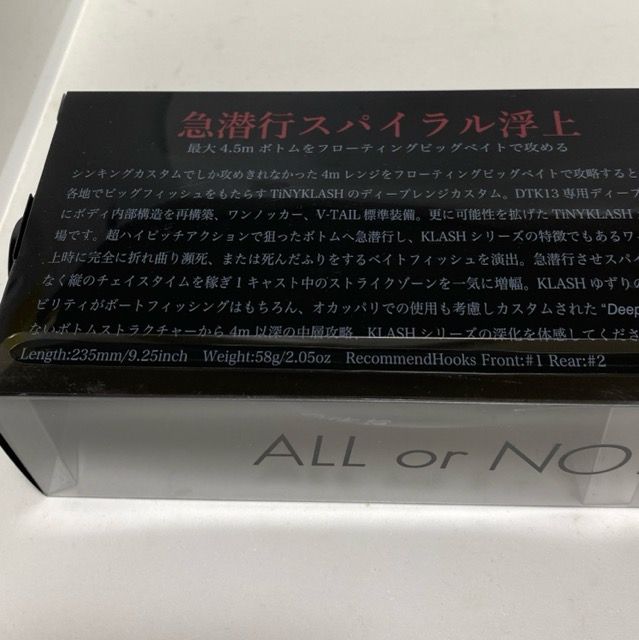 急潜行スパイラル浮上
最大 4.5m ボトムをフローティングビッグベイトで攻める
シンキングカスタムでしか攻めきれなかった 4m レンジをフローティングビッグベイトで攻略すると
各地でビッグフィッシュをもたらす TiNYKLASH のディープレンジカスタム。DTK13 専用ディープ
にボディ内部構造を再構築、ワンノッカー、V-TAIL 標準装備。更に可能性を拡げた TiNYKLASH
場です。超ハイピッチアクションで狙ったボトムへ急潜行し、KLASH シリーズの特徴でもあるワ
上時に完全に折れ曲り瀕死、または死んだふりをするベイトフィッシュを演出。急潜行させスパイ
なく縦のチェイスタイムを稼ぎ 1 キャスト中のストライクゾーンを一気に増幅。KLASH ゆずりの
ビリティがボートフィッシングはもちろん、オカッパリでの使用も考慮しカスタムされた "Deep
ないボトムストラクチャーから 4m 以深の中層攻略、KLASH シリーズの深化を体感してくださ
Length:235mm/9.25inch Weight:58g/2.05oz RecommendHooks Front:#1 Rear:#2
ALL or NO